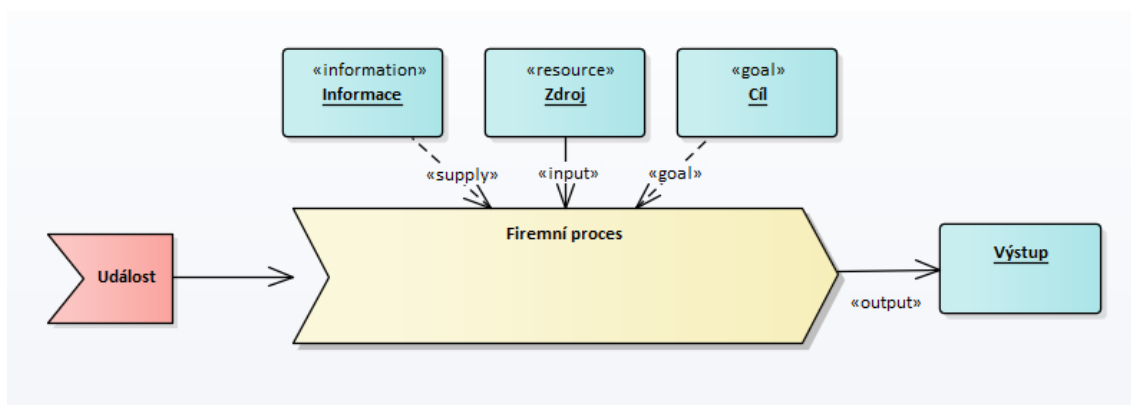 «information»
Informace
«resource»
Zdroj
«goal»
Cíl
«supply»
«input»
«goal»
Firemní proces
Událost
Výstup
«output»